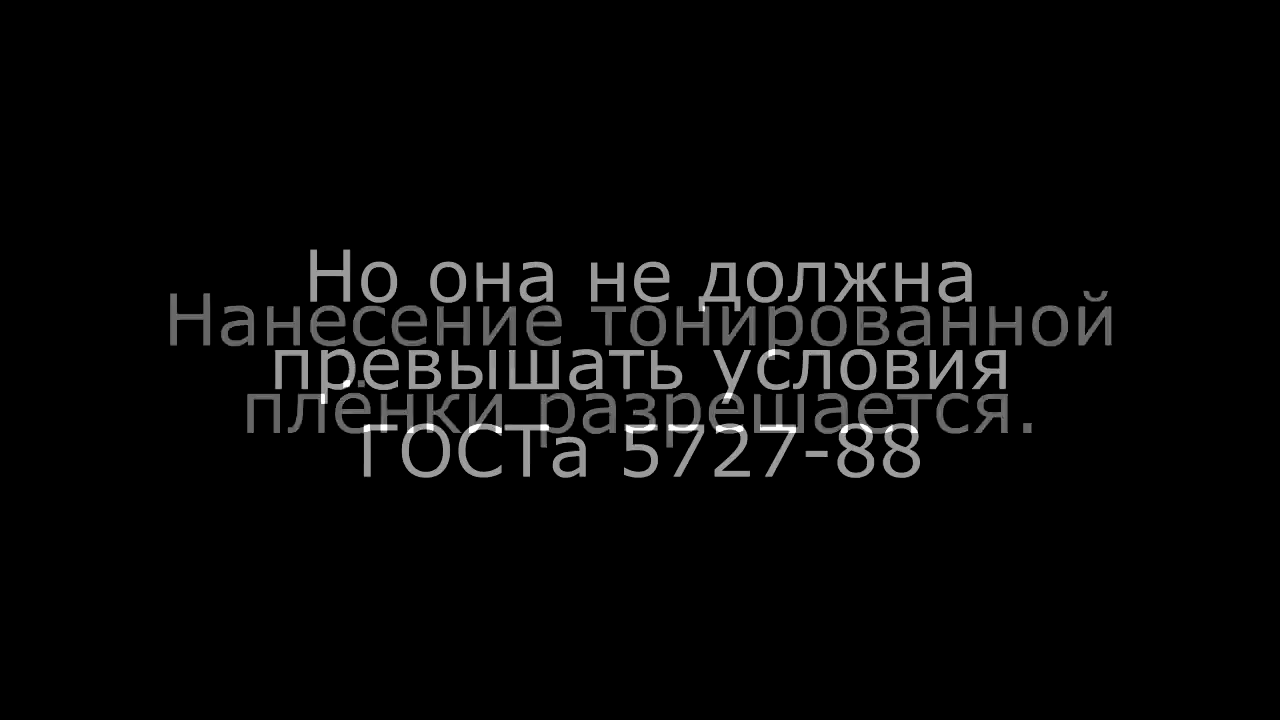 Нанесение тонированной
плёнки разрешается.
Но она не должна
превышать условия
ГОСТа 5727-88